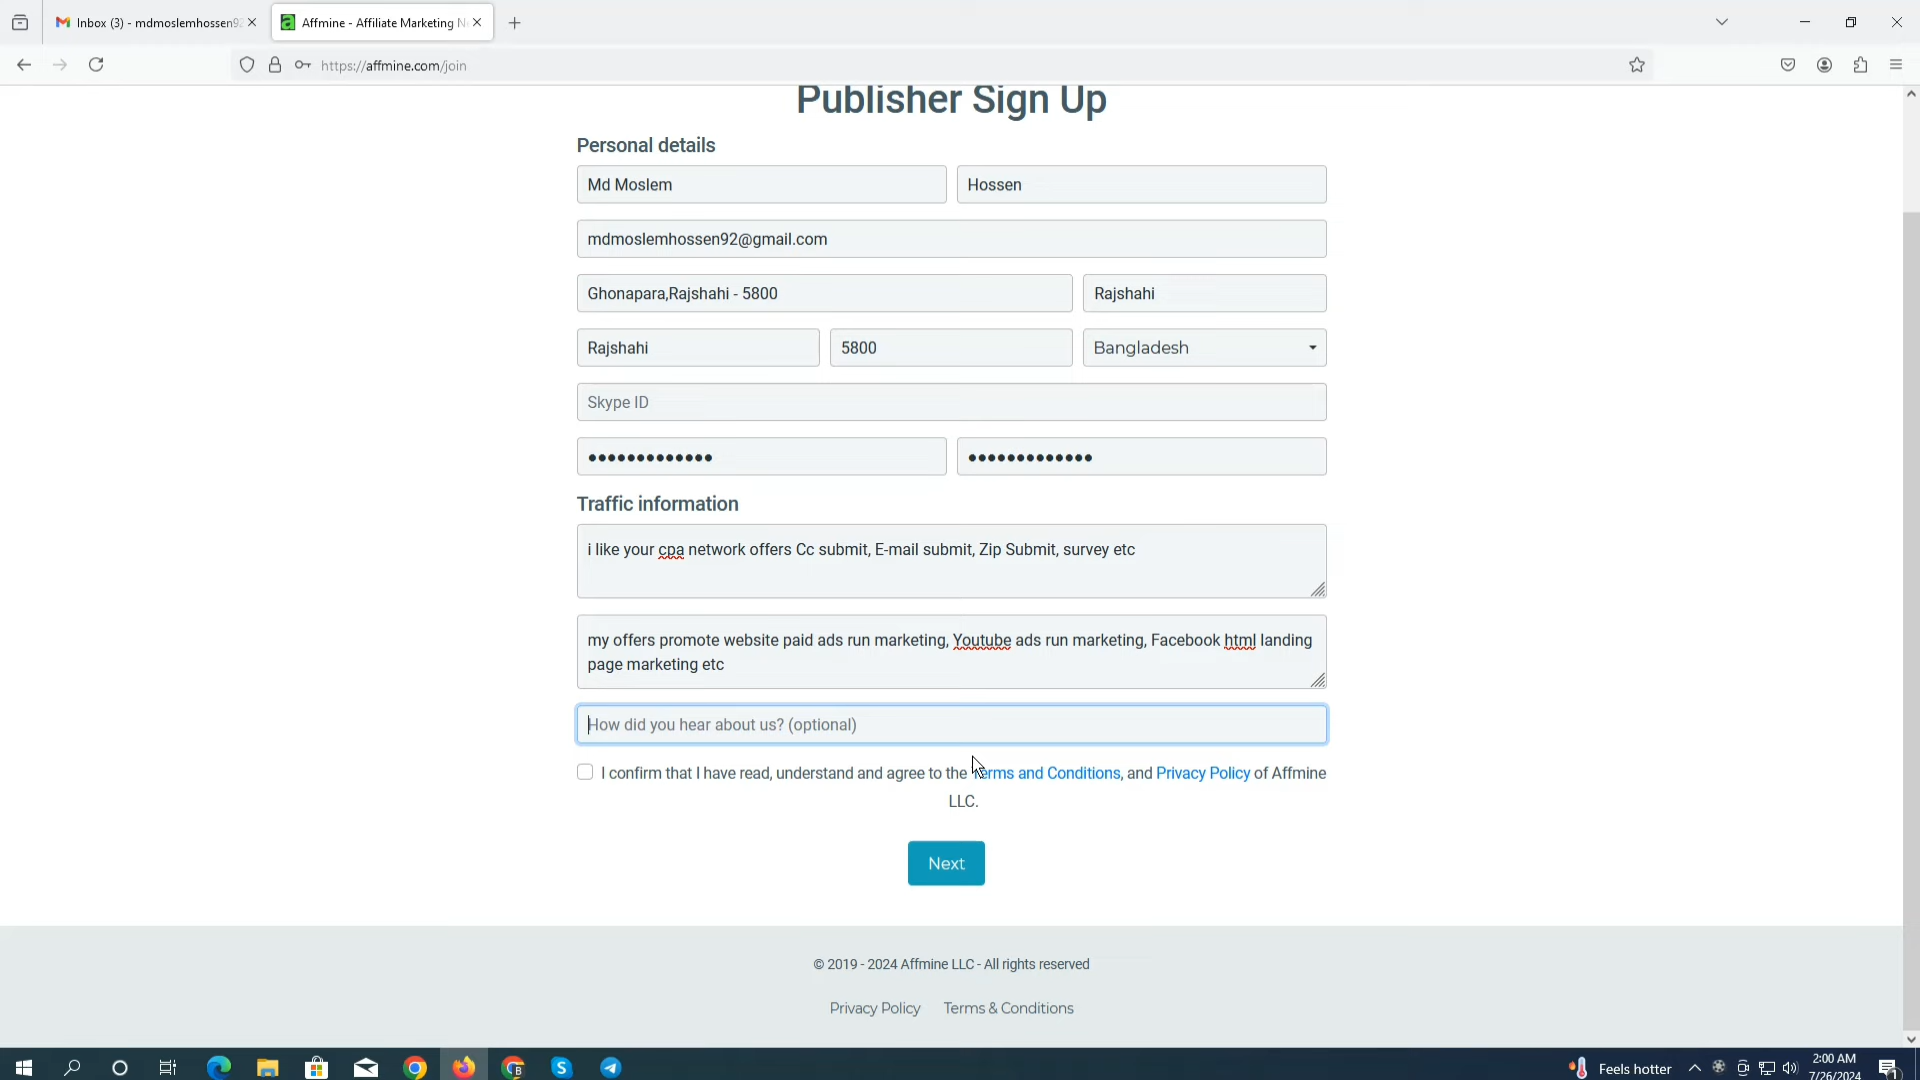 Inbox (3) - mdmoslemhossen92
Affmine - Affiliate Marketing N
https://affmine.com/join
Publisher Sign Up
Personal details
Md Moslem
Hossen
mdmoslemhossen92@gmail.com
Ghonapara,Rajshahi - 5800
Rajshahi
Rajshahi
5800
Bangladesh
Skype ID
Traffic information
i like your cpa network offers Cc submit, E-mail submit, Zip Submit, survey etc
my offers promote website paid ads run marketing, Youtube ads run marketing, Facebook html landing
page marketing etc
How did you hear about us? (optional)
I confirm that I have read, understand and agree to the Terms and Conditions, and Privacy Policy of Affmine
LLC.
Next
© 2019 - 2024 Affmine LLC - All rights reserved
Privacy Policy Terms & Conditions
Feels hotter
2:00 AM
7/26/2024